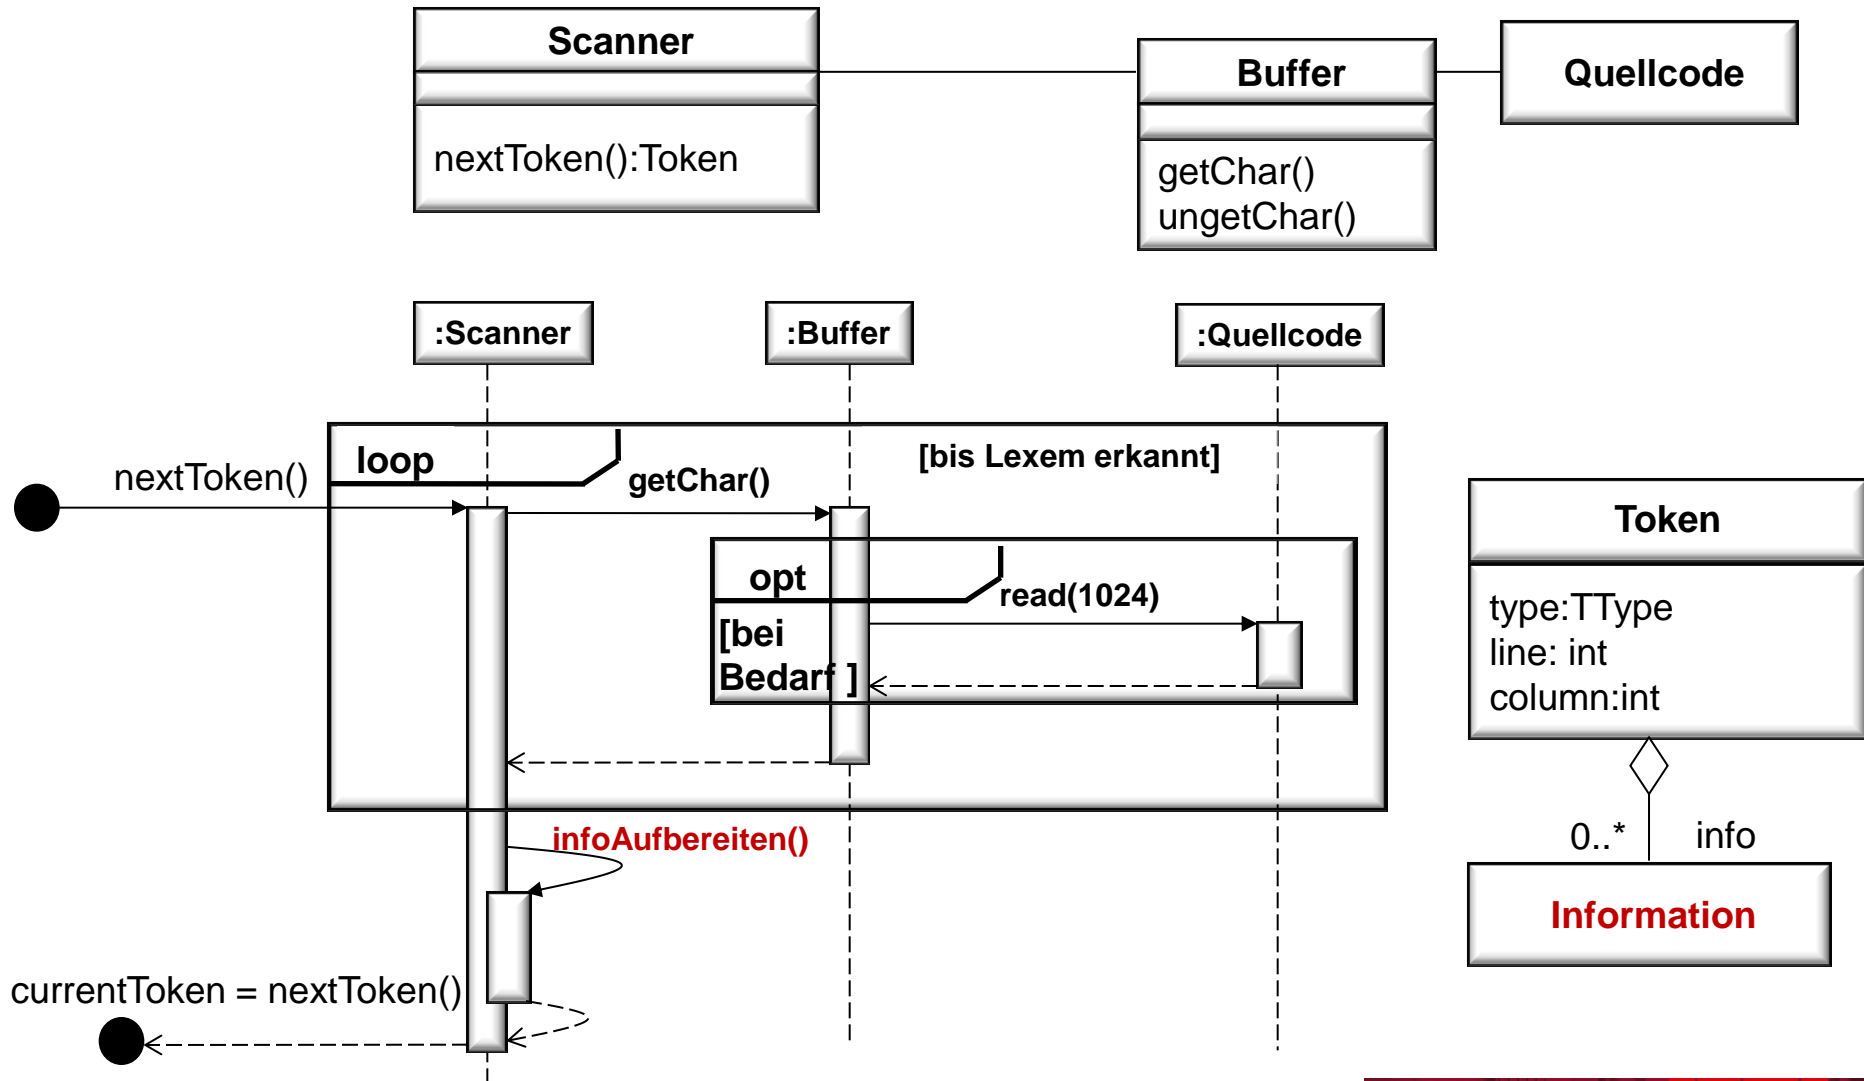 Scanner
nextToken():Token
Buffer
getChar()
ungetChar()
Quellcode
:Scanner
:Buffer
:Quellcode
loop
[bis Lexem erkannt]
nextToken()
getChar()
opt
read(1024)
[bei
Bedarf ]
infoAufbereiten()
currentToken = nextToken()
Token
type:TType
line: int
column:int
0..* info
Information